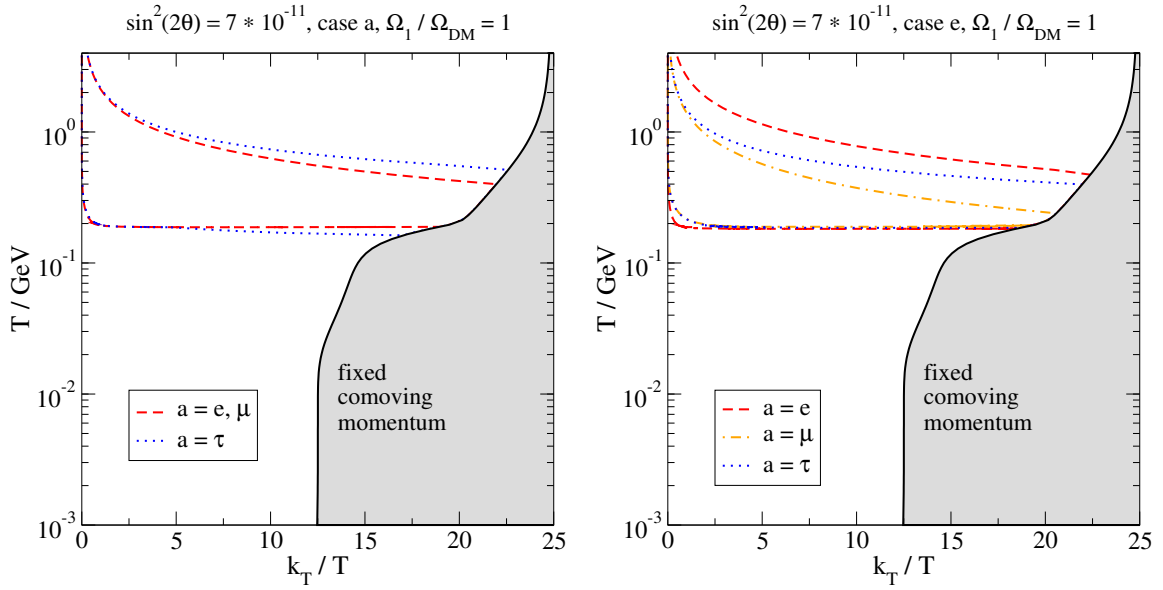 sin²(2θ) = 7 * 10⁻¹¹, case a, Ω₁ / Ω_DM = 1
T / GeV
10⁰
10⁻¹
10⁻²
10⁻³
fixed
comoving
momentum
a = e, μ
a = τ
0 5 10 15 20 25
k_T / T
sin²(2θ) = 7 * 10⁻¹¹, case e, Ω₁ / Ω_DM = 1
T / GeV
10⁰
10⁻¹
10⁻²
10⁻³
fixed
comoving
momentum
a = e
a = μ
a = τ
0 5 10 15 20 25
k_T / T